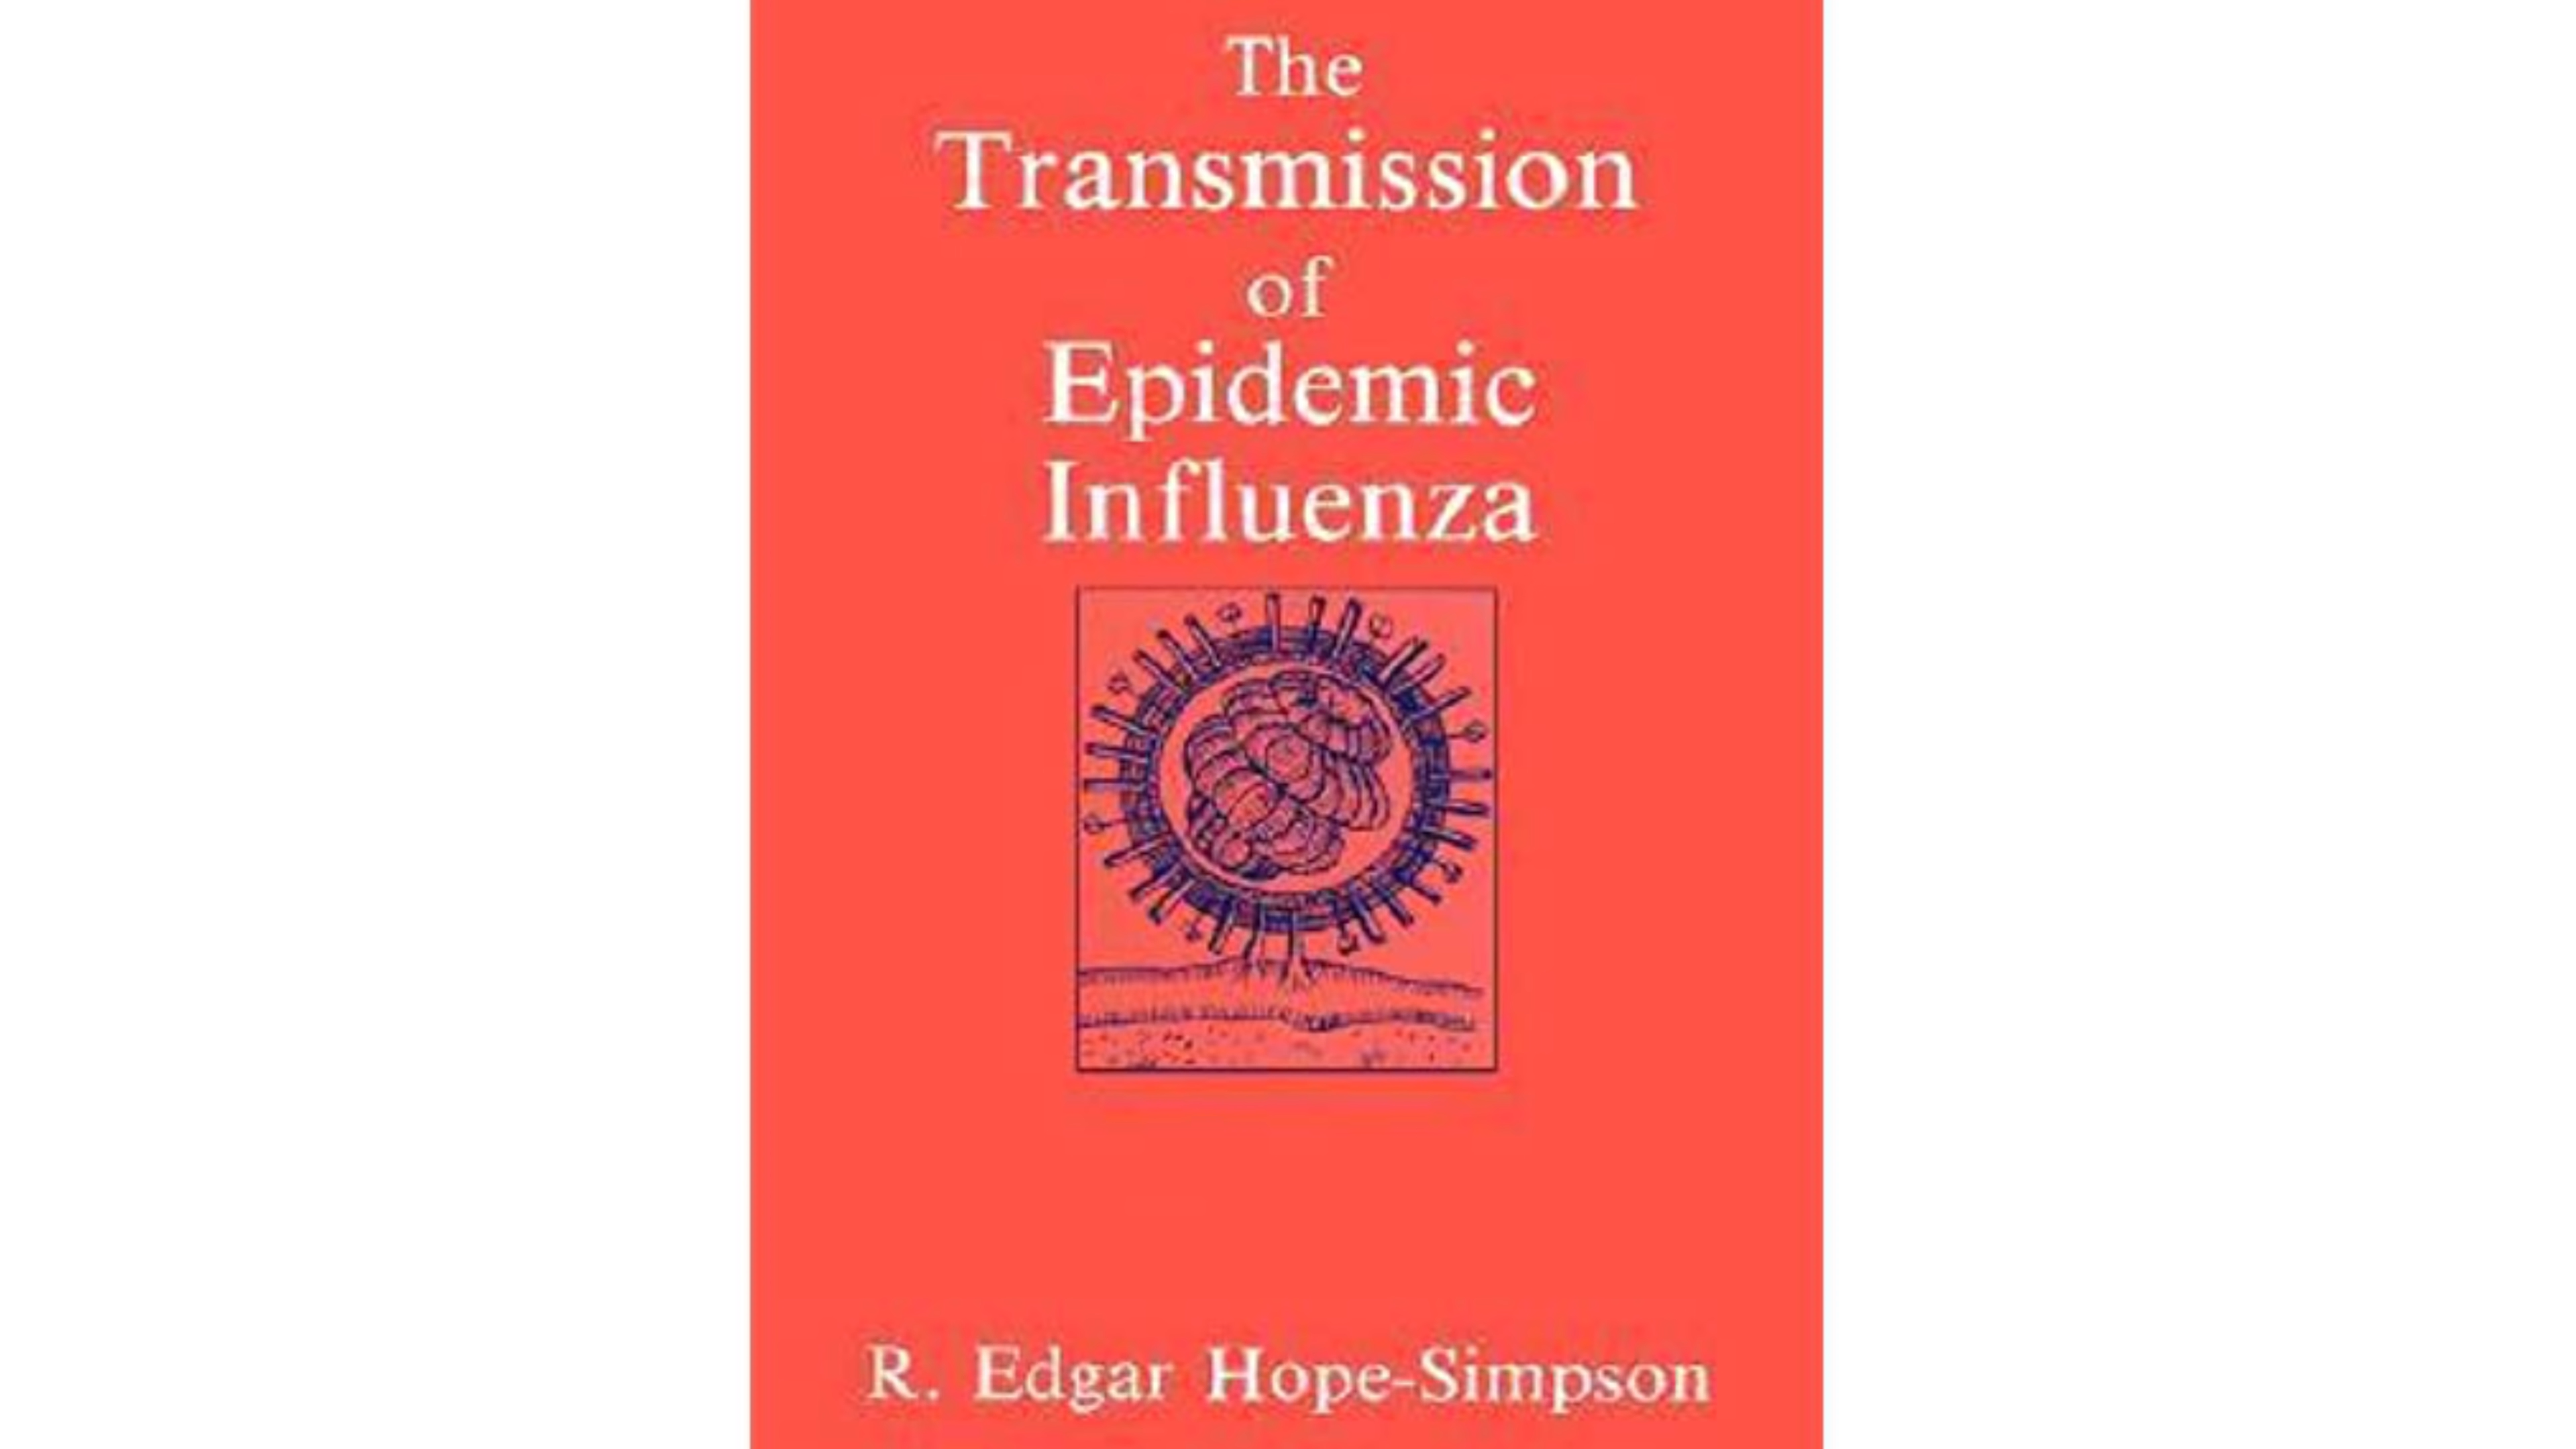 The
Transmission
of
Epidemic
Influenza
R. Edgar Hope-Simpson